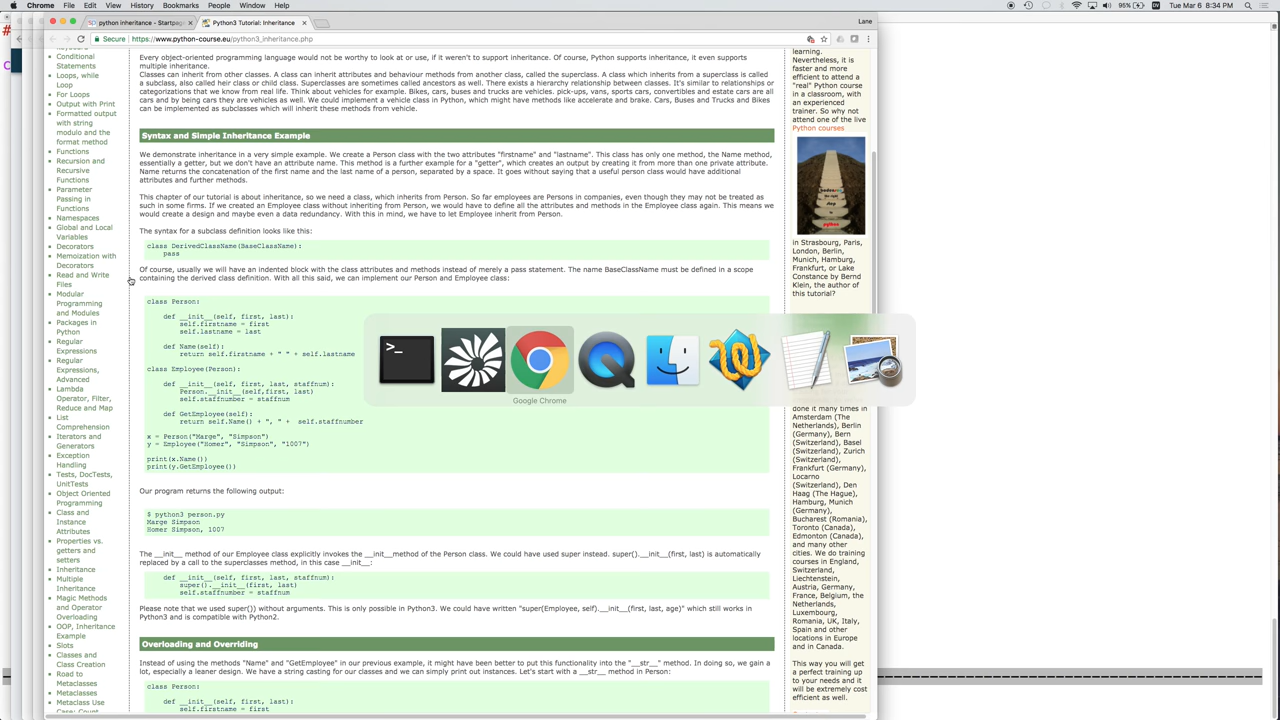 Chrome File Edit View History Bookmarks People Window Help
95% Tue Mar 6 8:34 PM
python inheritance - Startpag
Python3 Tutorial: Inheritance
Lane
Secure https://www.python-course.eu/python3_inheritance.php
Conditional
Statements
Loops, while
Loop
For Loops
Output with Print
Formatted output
with string
modulo and the
format method
Functions
Recursion and
Recursive
Functions
Parameter
Passing in
Functions
Namespaces
Global and Local
Variables
Decorators
Memoization with
Decorators
Read and Write
Files
Modular
Programming
and Modules
Packages in
Python
Regular
Expressions
Regular
Expressions,
Advanced
Lambda
Operator, Filter,
Reduce and Map
List
Comprehension
Iterators and
Generators
Exception
Handling
Tests, DocTests,
UnitTests
Object Oriented
Programming
Class and
Instance
Attributes
Properties vs.
getters and
setters
Inheritance
Multiple
Inheritance
Magic Methods
and Operator
Overloading
OOP, Inheritance
Example
Slots
Classes and
Class Creation
Road to
Metaclasses
Metaclasses
Metaclass Use
Every object-oriented programming language would not be worthy to look at or use, if it weren't to support inheritance. Of course, Python supports inheritance, it even supports
multiple inheritance.
Classes can inherit from other classes. A class can inherit attributes and behaviour methods from another class, called the superclass. A class which inherits from a superclass is called
a subclass, also called heir class or child class. Superclasses are sometimes called ancestors as well. There exists a hierarchy relationship between classes. It's similar to relationships or
categorizations that we know from real life. Think about vehicles for example. Bikes, cars, buses and trucks are vehicles. pick-ups, vans, sports cars, convertibles and estate cars are all
cars and by being cars they are vehicles as well. We could implement a vehicle class in Python, which might have methods like accelerate and brake. Cars, Buses and Trucks and Bikes
can be implemented as subclasses which will inherit these methods from vehicle.
Syntax and Simple Inheritance Example
We demonstrate inheritance in a very simple example. We create a Person class with the two attributes "firstname" and "lastname". This class has only one method, the Name method,
essentially a getter, but we don't have an attribute name. This method is a further example for a "getter", which creates an output by creating it from more than one private attribute.
Name returns the concatenation of the first name and the last name of a person, separated by a space. It goes without saying that a useful person class would have additional
attributes and further methods.
This chapter of our tutorial is about inheritance, so we need a class, which inherits from Person. So far employees are Persons in companies, even though they may not be treated as
such in some firms. If we created an Employee class without inheriting from Person, we would have to define all the attributes and methods in the Employee class again. This means we
would create a design and maybe even a data redundancy. With this in mind, we have to let Employee inherit from Person.
The syntax for a subclass definition looks like this:
class DerivedClassName(BaseClassName):
pass
Of course, usually we will have an indented block with the class attributes and methods instead of merely a pass statement. The name BaseClassName must be defined in a scope
containing the derived class definition. With all this said, we can implement our Person and Employee class:
class Person:
def __init__(self, first, last):
self.firstname = first
self.lastname = last
def Name(self):
return self.firstname + " " + self.lastname
class Employee(Person):
def __init__(self, first, last, staffnum):
Person.__init__(self,first, last)
self.staffnumber = staffnum
def GetEmployee(self):
return self.Name() + ", " + self.staffnumber
x = Person("Marge", "Simpson")
y = Employee("Homer", "Simpson", "1007")
print(x.Name())
print(y.GetEmployee())
Our program returns the following output:
$ python3 person.py
Marge Simpson
Homer Simpson, 1007
The __init__ method of our Employee class explicitly invokes the __init__method of the Person class. We could have used super instead. super().__init__(first, last) is automatically
replaced by a call to the superclasses method, in this case __init__:
def __init__(self, first, last, staffnum):
super().__init__(first, last)
self.staffnumber = staffnum
Please note that we used super() without arguments. This is only possible in Python3. We could have written "super(Employee, self).__init__(first, last, age)" which still works in
Python3 and is compatible with Python2.
Overloading and Overriding
Instead of using the methods "Name" and "GetEmployee" in our previous example, it might have been better to put this functionality into the "__str__" method. In doing so, we gain a
lot, especially a leaner design. We have a string casting for our classes and we can simply print out instances. Let's start with a __str__ method in Person:
class Person:
def __init__(self, first, last):
self.firstname = first
learning.
Nevertheless, it is
faster and more
efficient to attend a
"real" Python course
in a classroom, with
an experienced
trainer. So why not
attend one of the live
Python courses
in Strasbourg, Paris,
London, Berlin,
Munich, Hamburg,
Frankfurt, or Lake
Constance by Bernd
Klein, the author of
this tutorial?
done it many times in
Amsterdam (The
Netherlands), Berlin
(Germany), Bern
(Switzerland), Basel
(Switzerland), Zurich
(Switzerland),
Frankfurt (Germany),
Locarno
(Switzerland), Den
Haag (The Hague),
Hamburg, Munich
(Germany),
Bucharest (Romania),
Toronto (Canada),
Edmonton (Canada),
and many other
cities. We do training
courses in England,
Switzerland,
Liechtenstein,
Austria, Germany,
France, Belgium, the
Netherlands,
Luxembourg,
Romania, UK, Italy,
Spain and other
locations in Europe
and in Canada.
This way you will get
a perfect training up
to your needs and it
will be extremely cost
efficient as well.
Google Chrome